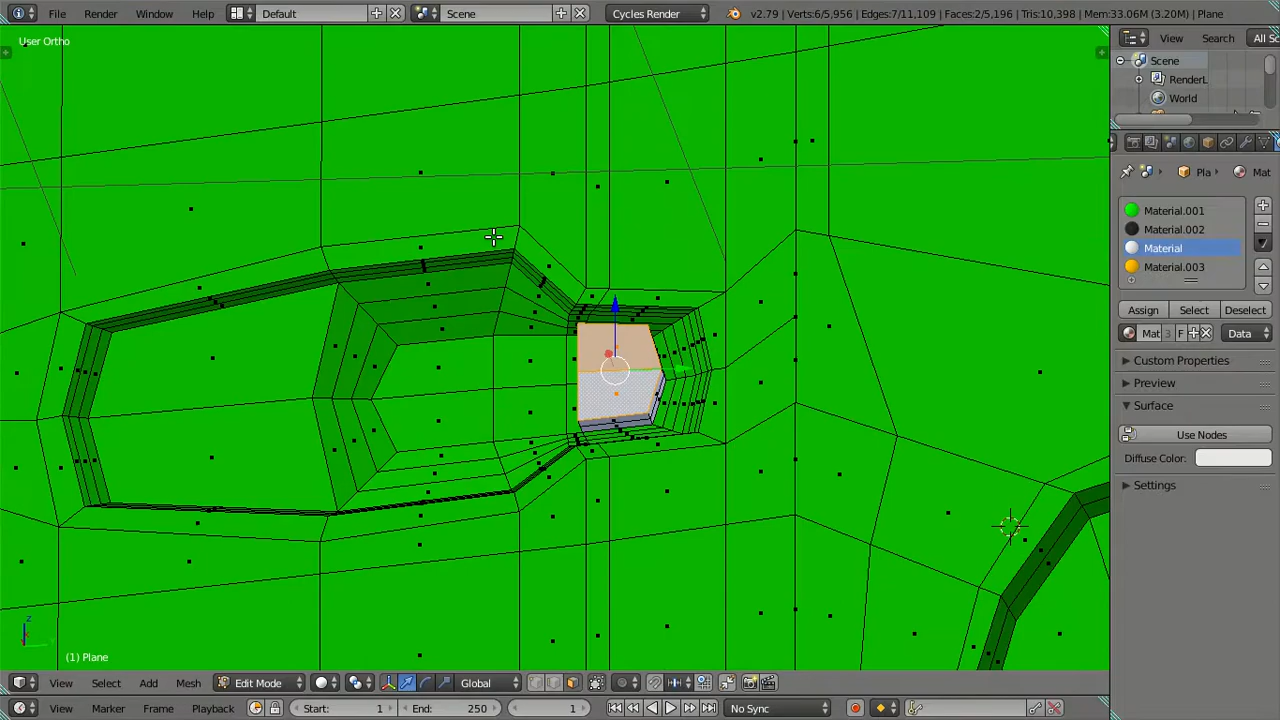 File Render Window Help Default Scene Cycles Render v2.79 | Verts:6/5,956 | Edges:7/11,109 | Faces:2/5,196 | Tris:10,398 | Mem:33.06M (3.20M) | Plane
User Ortho
View Search All Sc
Scene
RenderL
World
Pla Mat
Material.001
Material.002
Material
Material.003
Assign Select Deselect
Mat 3 F Data
Custom Properties
Preview
Surface
Use Nodes
Diffuse Color:
Settings
z
(1) Plane
View Select Add Mesh Edit Mode Global
View Marker Frame Playback Start: 1 End: 250 1 No Sync